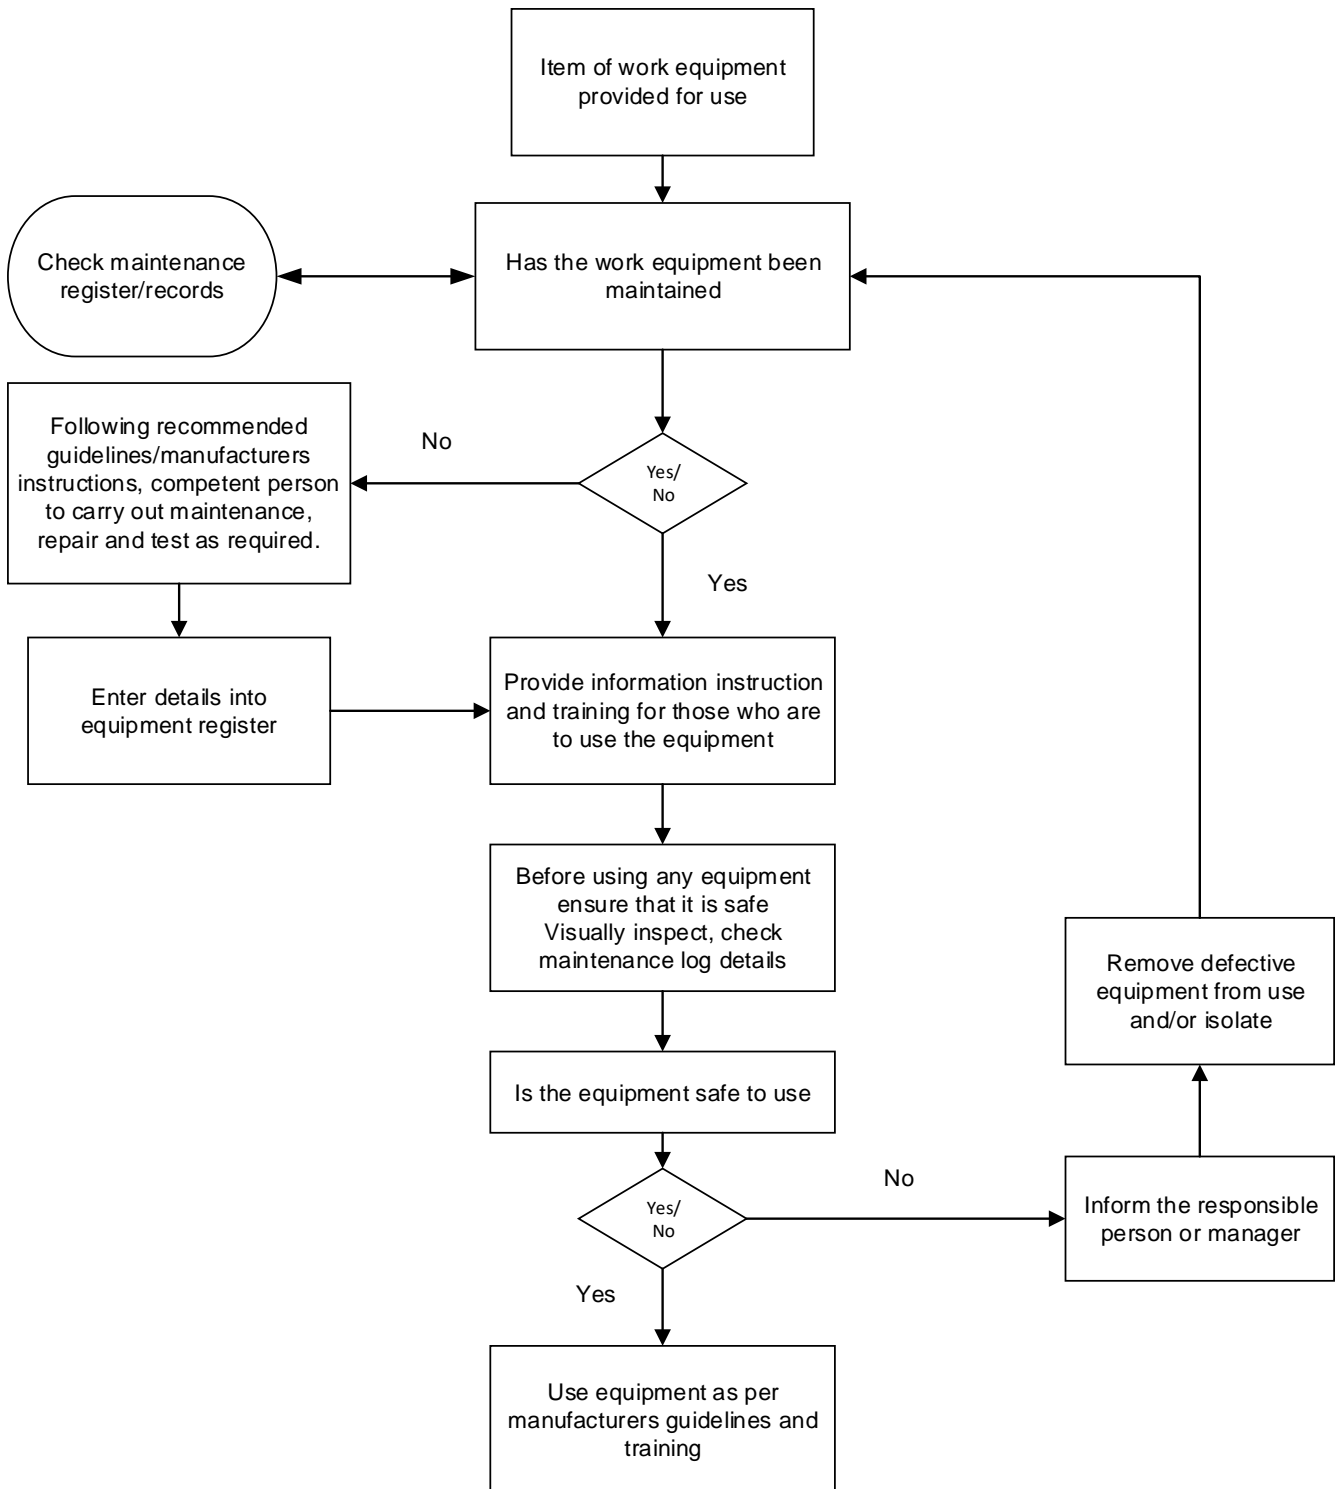 Item of work equipment
provided for use
Check maintenance
register/records
Has the work equipment been
maintained
Following recommended
guidelines/manufacturers
instructions, competent person
to carry out maintenance,
repair and test as required.
No
Yes/
No
Yes
Enter details into
equipment register
Provide information instruction
and training for those who are
to use the equipment
Before using any equipment
ensure that it is safe
Visually inspect, check
maintenance log details
Remove defective
equipment from use
and/or isolate
Is the equipment safe to use
Yes/
No
No
Inform the responsible
person or manager
Yes
Use equipment as per
manufacturers guidelines and
training